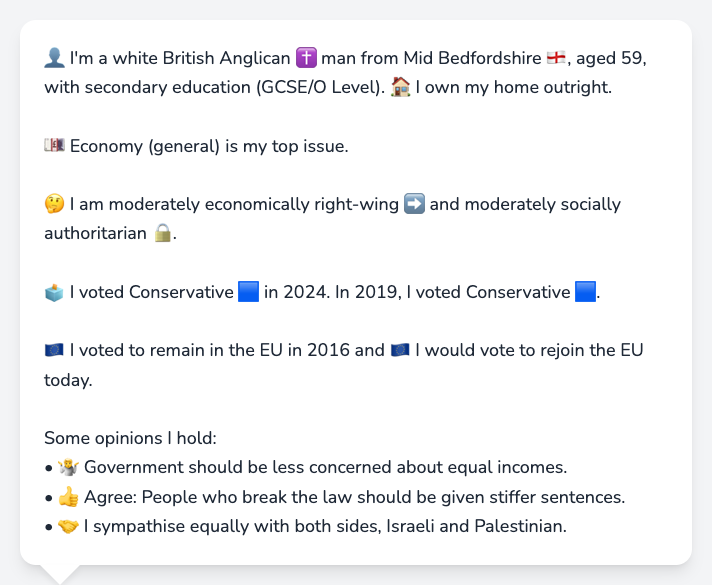 👤 I'm a white British Anglican ✝️ man from Mid Bedfordshire 🏴󠁧󠁢󠁥󠁮󠁧󠁿, aged 59,
with secondary education (GCSE/O Level). 🏠 I own my home outright.
💷 Economy (general) is my top issue.
🤔 I am moderately economically right-wing ➡️ and moderately socially
authoritarian 🔒.
🗳️ I voted Conservative 🟦 in 2024. In 2019, I voted Conservative 🟦.
🇪🇺 I voted to remain in the EU in 2016 and 🇪🇺 I would vote to rejoin the EU
today.
Some opinions I hold:
• 🤷 Government should be less concerned about equal incomes.
• 👍 Agree: People who break the law should be given stiffer sentences.
• 🤝 I sympathise equally with both sides, Israeli and Palestinian.